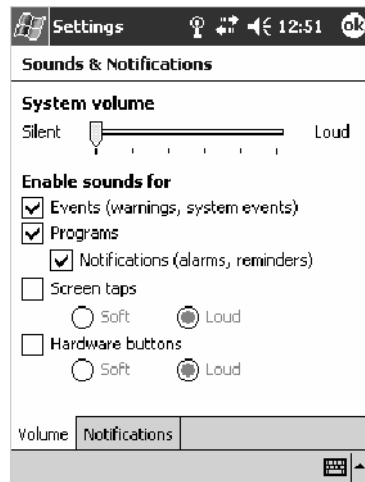 Settings 12:51 ok
Sounds & Notifications
System volume
Silent Loud
Enable sounds for
Events (warnings, system events)
Programs
Notifications (alarms, reminders)
Screen taps
Soft Loud
Hardware buttons
Soft Loud
Volume Notifications